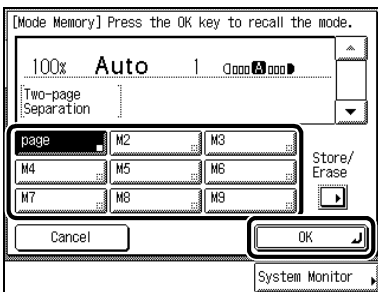 [Mode Memory] Press the OK key to recall the mode.
100% Auto 1 A
Two-page
Separation
page M2 M3
Store/
Erase
M4 M5 M6
M7 M8 M9
Cancel OK
System Monitor